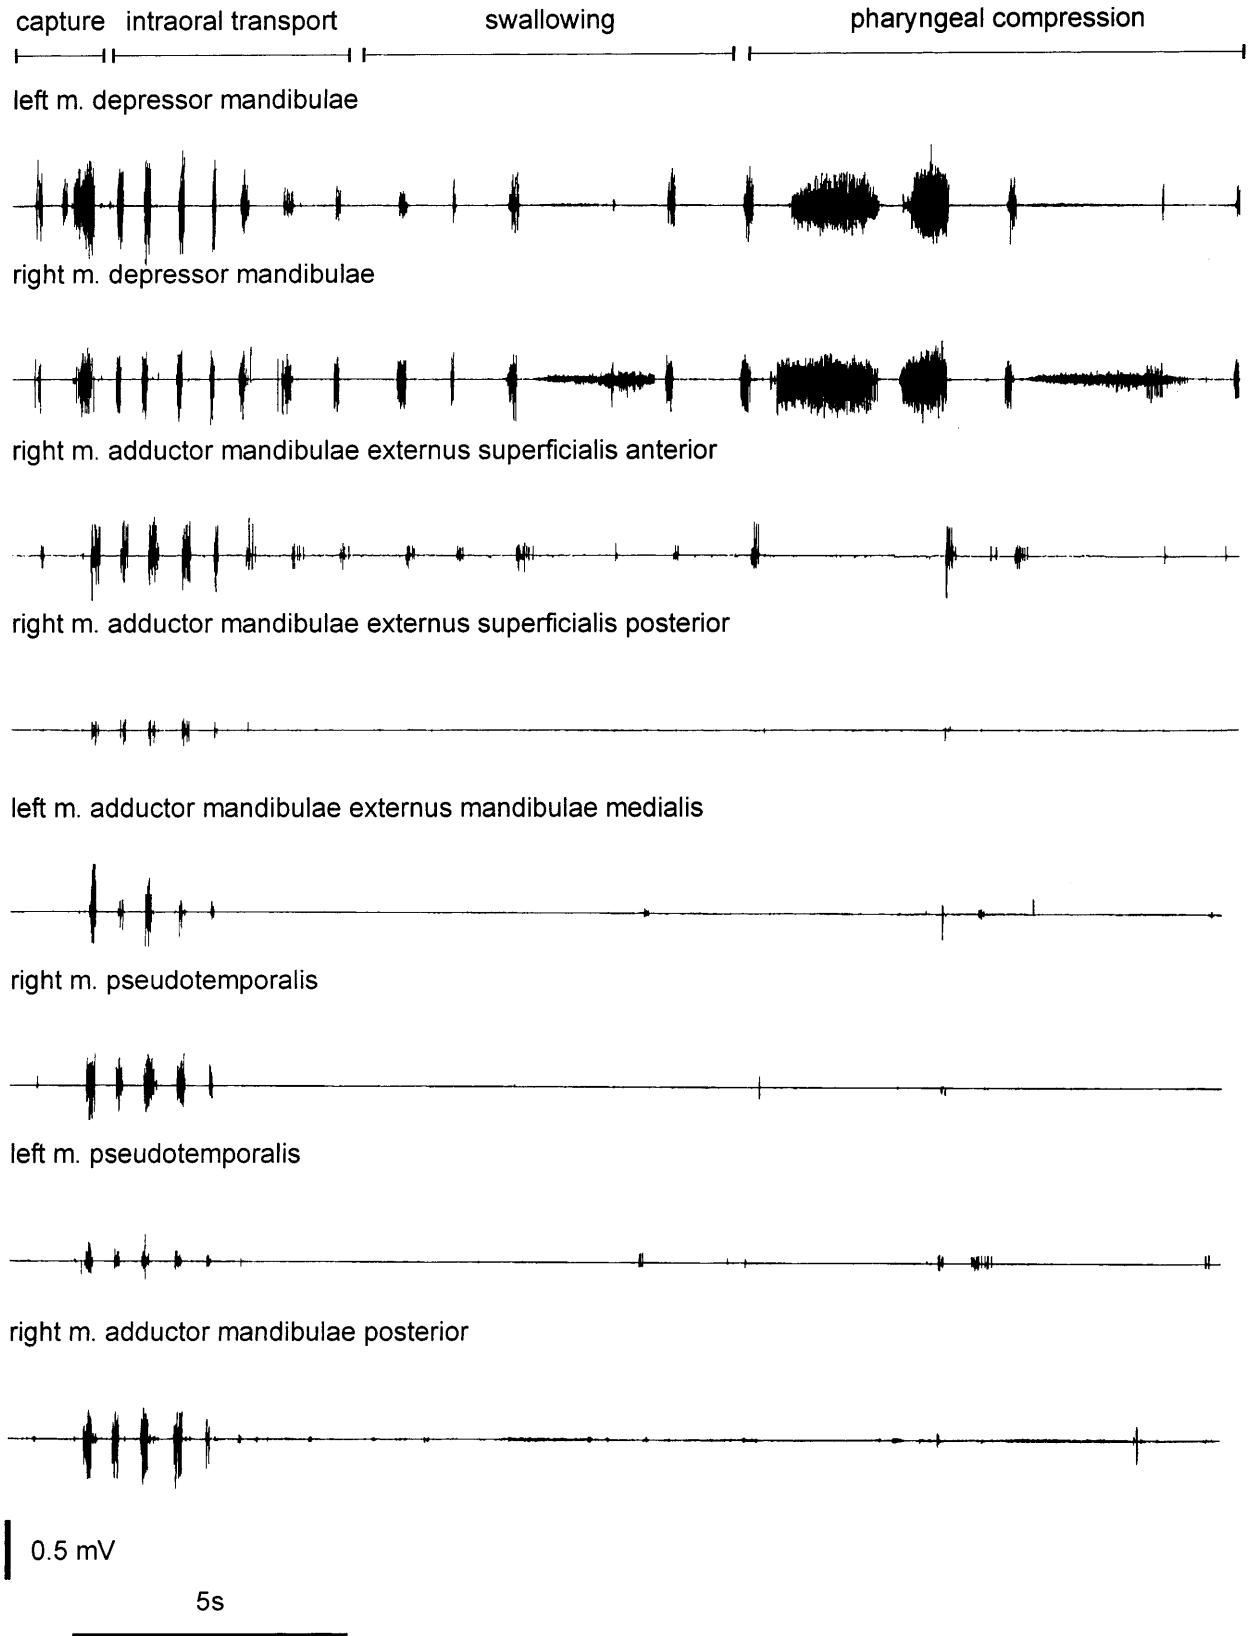 capture intraoral transport swallowing pharyngeal compression
left m. depressor mandibulae
right m. depressor mandibulae
right m. adductor mandibulae externus superficialis anterior
right m. adductor mandibulae externus superficialis posterior
left m. adductor mandibulae externus mandibulae medialis
right m. pseudotemporalis
left m. pseudotemporalis
right m. adductor mandibulae posterior
0.5 mV
5s